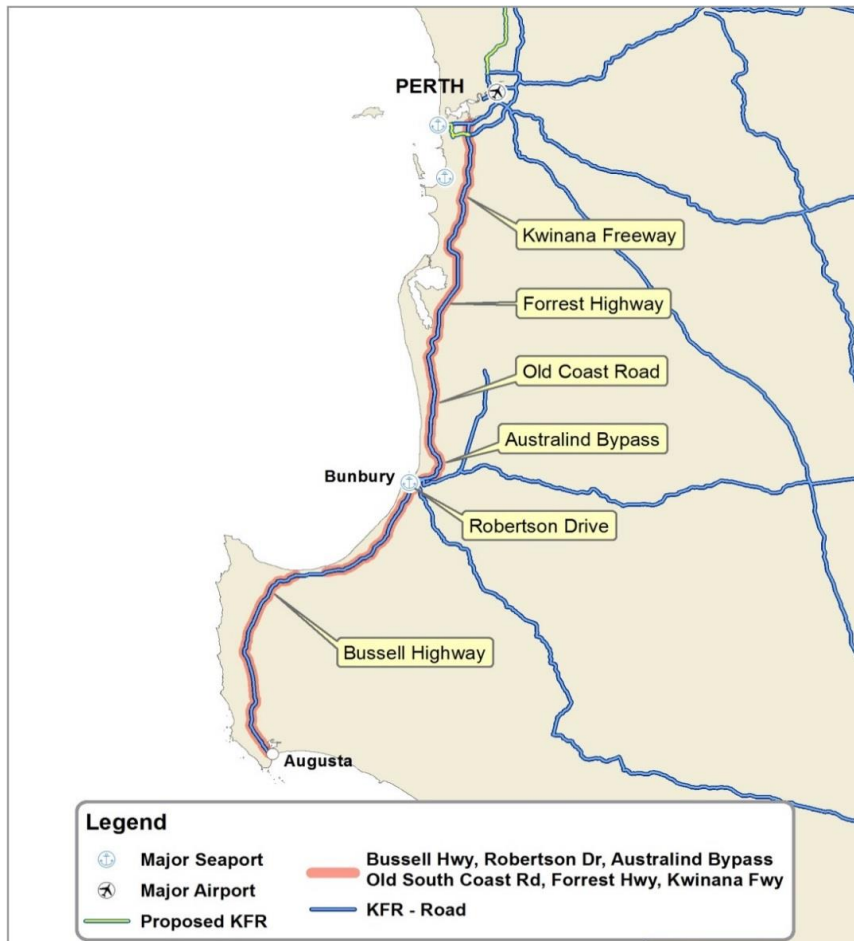 PERTH
Kwinana Freeway
Forrest Highway
Old Coast Road
Australind Bypass
Bunbury
Robertson Drive
Bussell Highway
Augusta
Legend
Major Seaport
Major Airport
Proposed KFR
Bussell Hwy, Robertson Dr, Australind Bypass
Old South Coast Rd, Forrest Hwy, Kwinana Fwy
KFR - Road